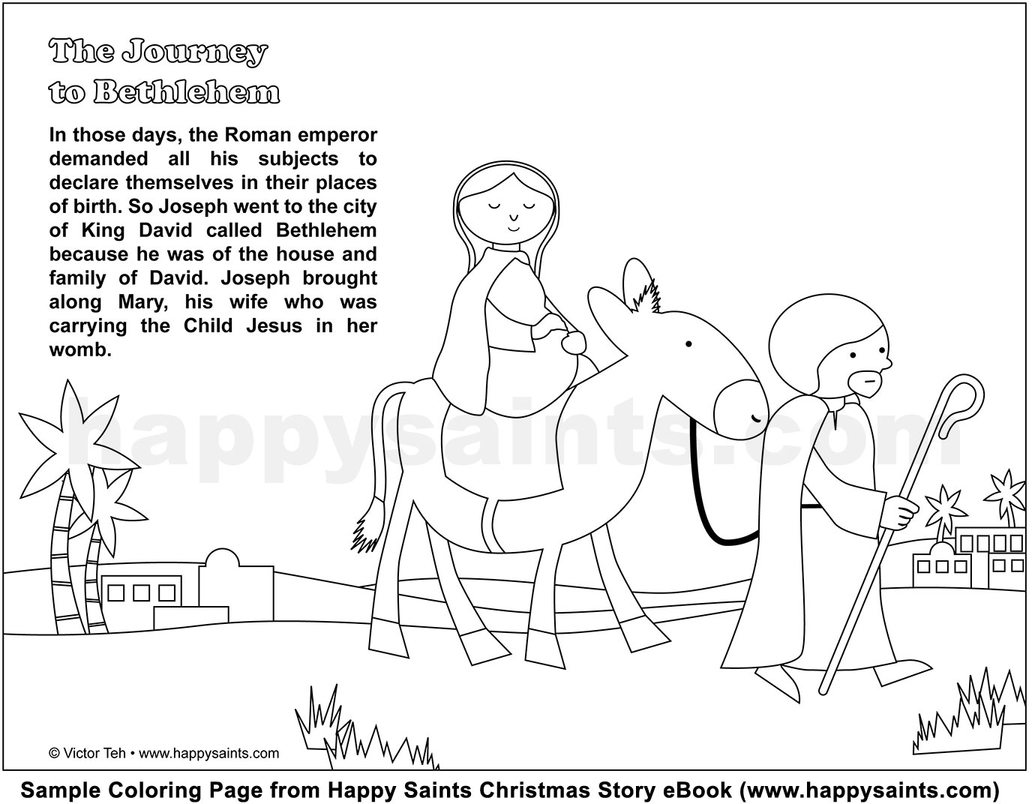 The Journey
to Bethlehem
In those days, the Roman emperor
demanded all his subjects to
declare themselves in their places
of birth. So Joseph went to the city
of King David called Bethlehem
because he was of the house and
family of David. Joseph brought
along Mary, his wife who was
carrying the Child Jesus in her
womb.
happysaints.com
© Victor Teh • www.happysaints.com
Sample Coloring Page from Happy Saints Christmas Story eBook (www.happysaints.com)